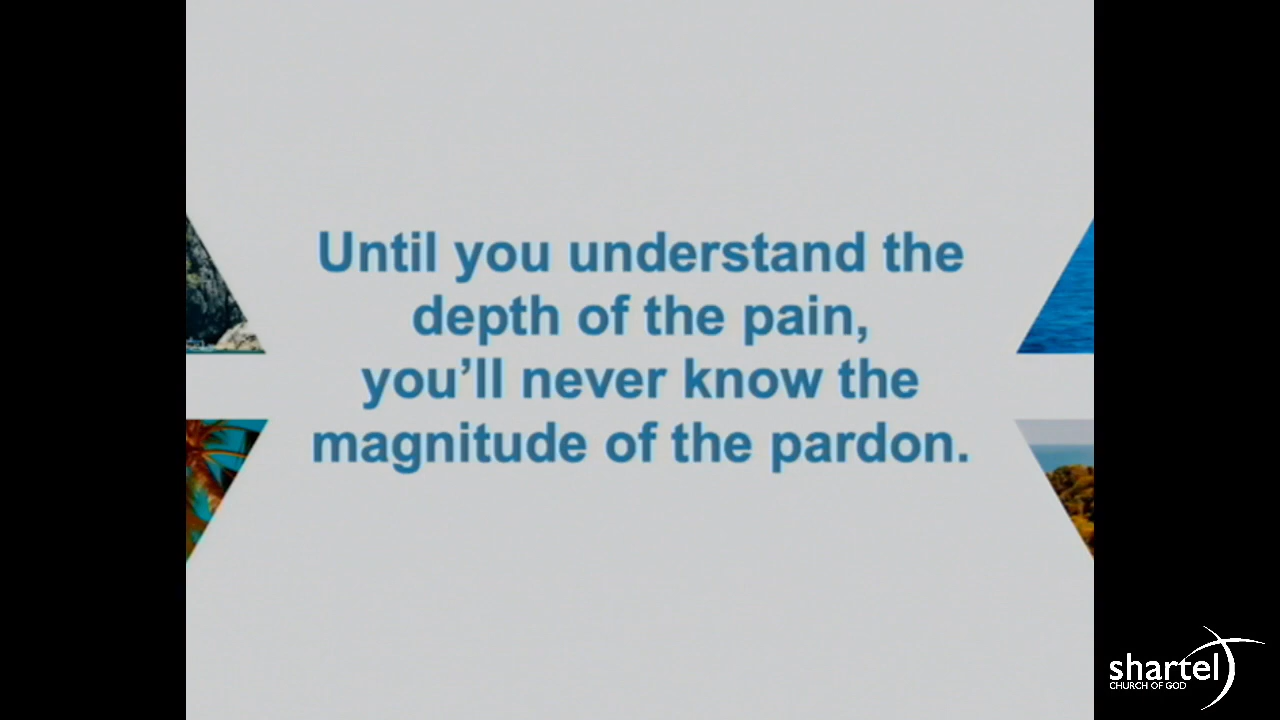 Until you understand the
depth of the pain,
you’ll never know the
magnitude of the pardon.
shartel
CHURCH OF GOD